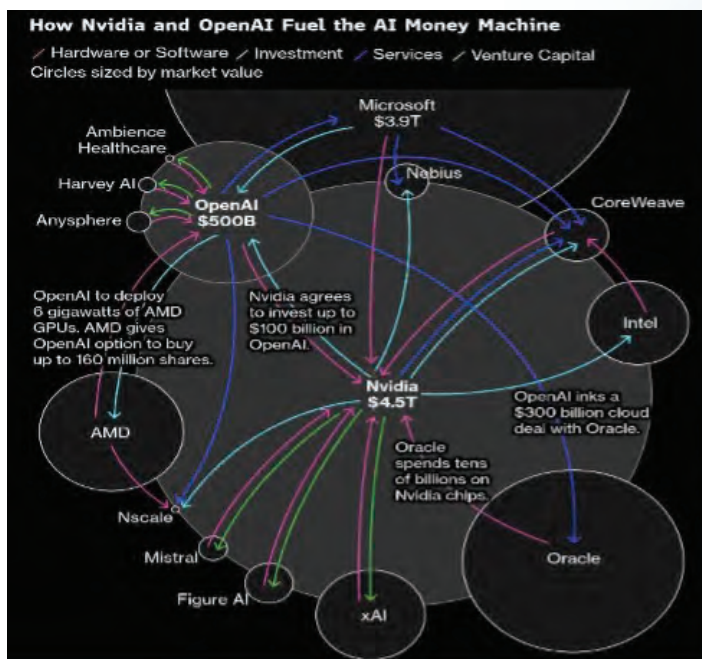 How Nvidia and OpenAI Fuel the AI Money Machine
Hardware or Software Investment Services Venture Capital
Circles sized by market value
Microsoft
$3.9T
Ambience
Healthcare
Harvey AI
Anysphere
OpenAI
$500B
Nebius
CoreWeave
OpenAI to deploy
6 gigawatts of AMD
GPUs. AMD gives
OpenAI option to buy
up to 160 million shares.
Nvidia agrees
to invest up to
$100 billion in
OpenAI.
Intel
Nvidia
$4.5T
OpenAI inks a
$300 billion cloud
deal with Oracle.
AMD
Oracle
spends tens
of billions on
Nvidia chips.
Nscale
Mistral
Figure AI
xAI
Oracle